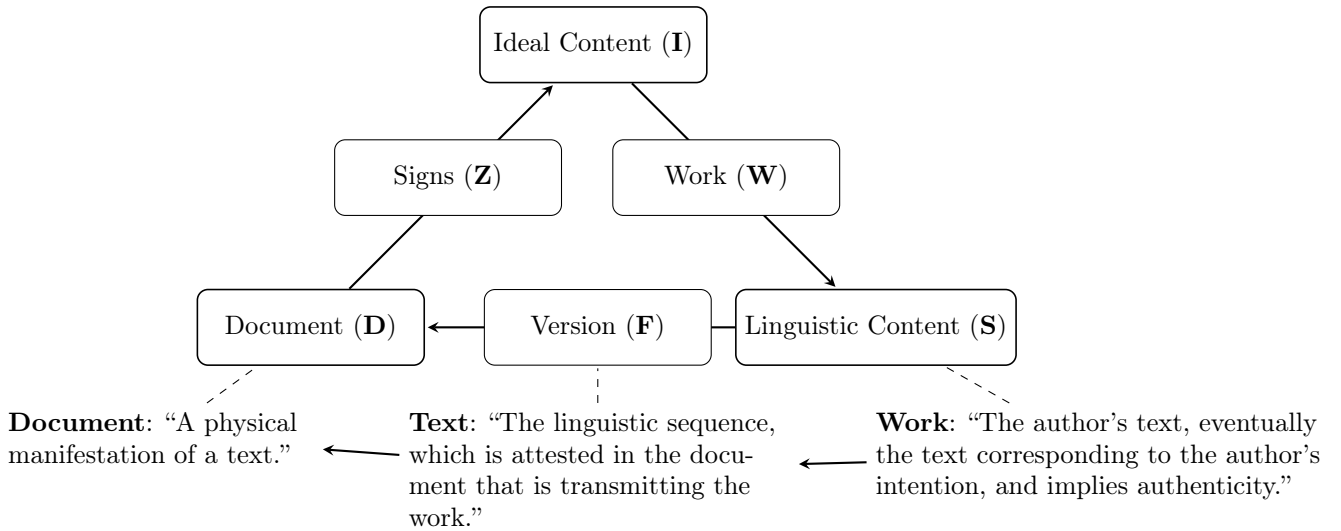 Ideal Content (I)
Signs (Z)
Work (W)
Document (D)
Version (F)
Linguistic Content (S)
Document: “A physical
manifestation of a text.”
Text: “The linguistic sequence,
which is attested in the docu-
ment that is transmitting the
work.”
Work: “The author’s text, eventually
the text corresponding to the author’s
intention, and implies authenticity.”